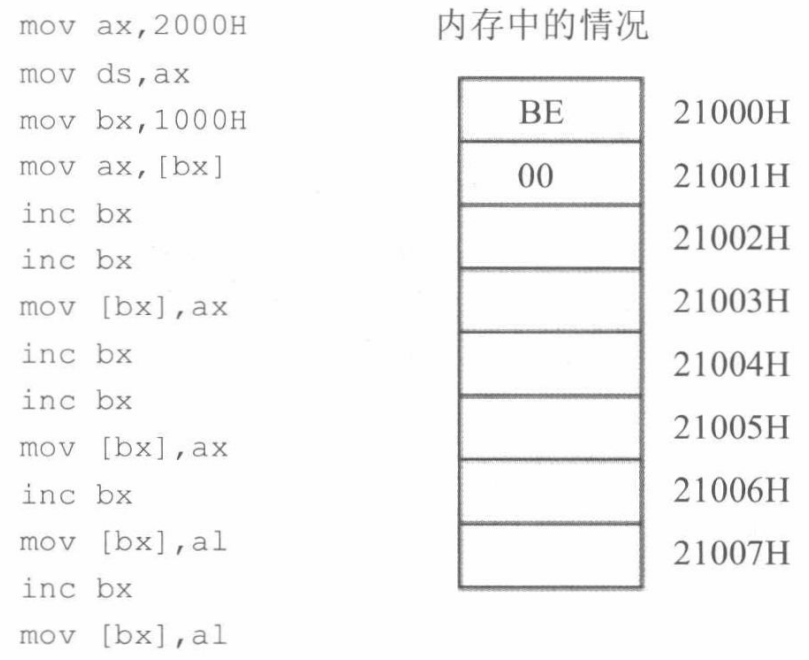 mov ax,2000H
mov ds,ax
mov bx,1000H
mov ax,[bx]
inc bx
inc bx
mov [bx],ax
inc bx
inc bx
mov [bx],ax
inc bx
mov [bx],al
inc bx
mov [bx],al
内存中的情况
BE 21000H
00 21001H
21002H
21003H
21004H
21005H
21006H
21007H